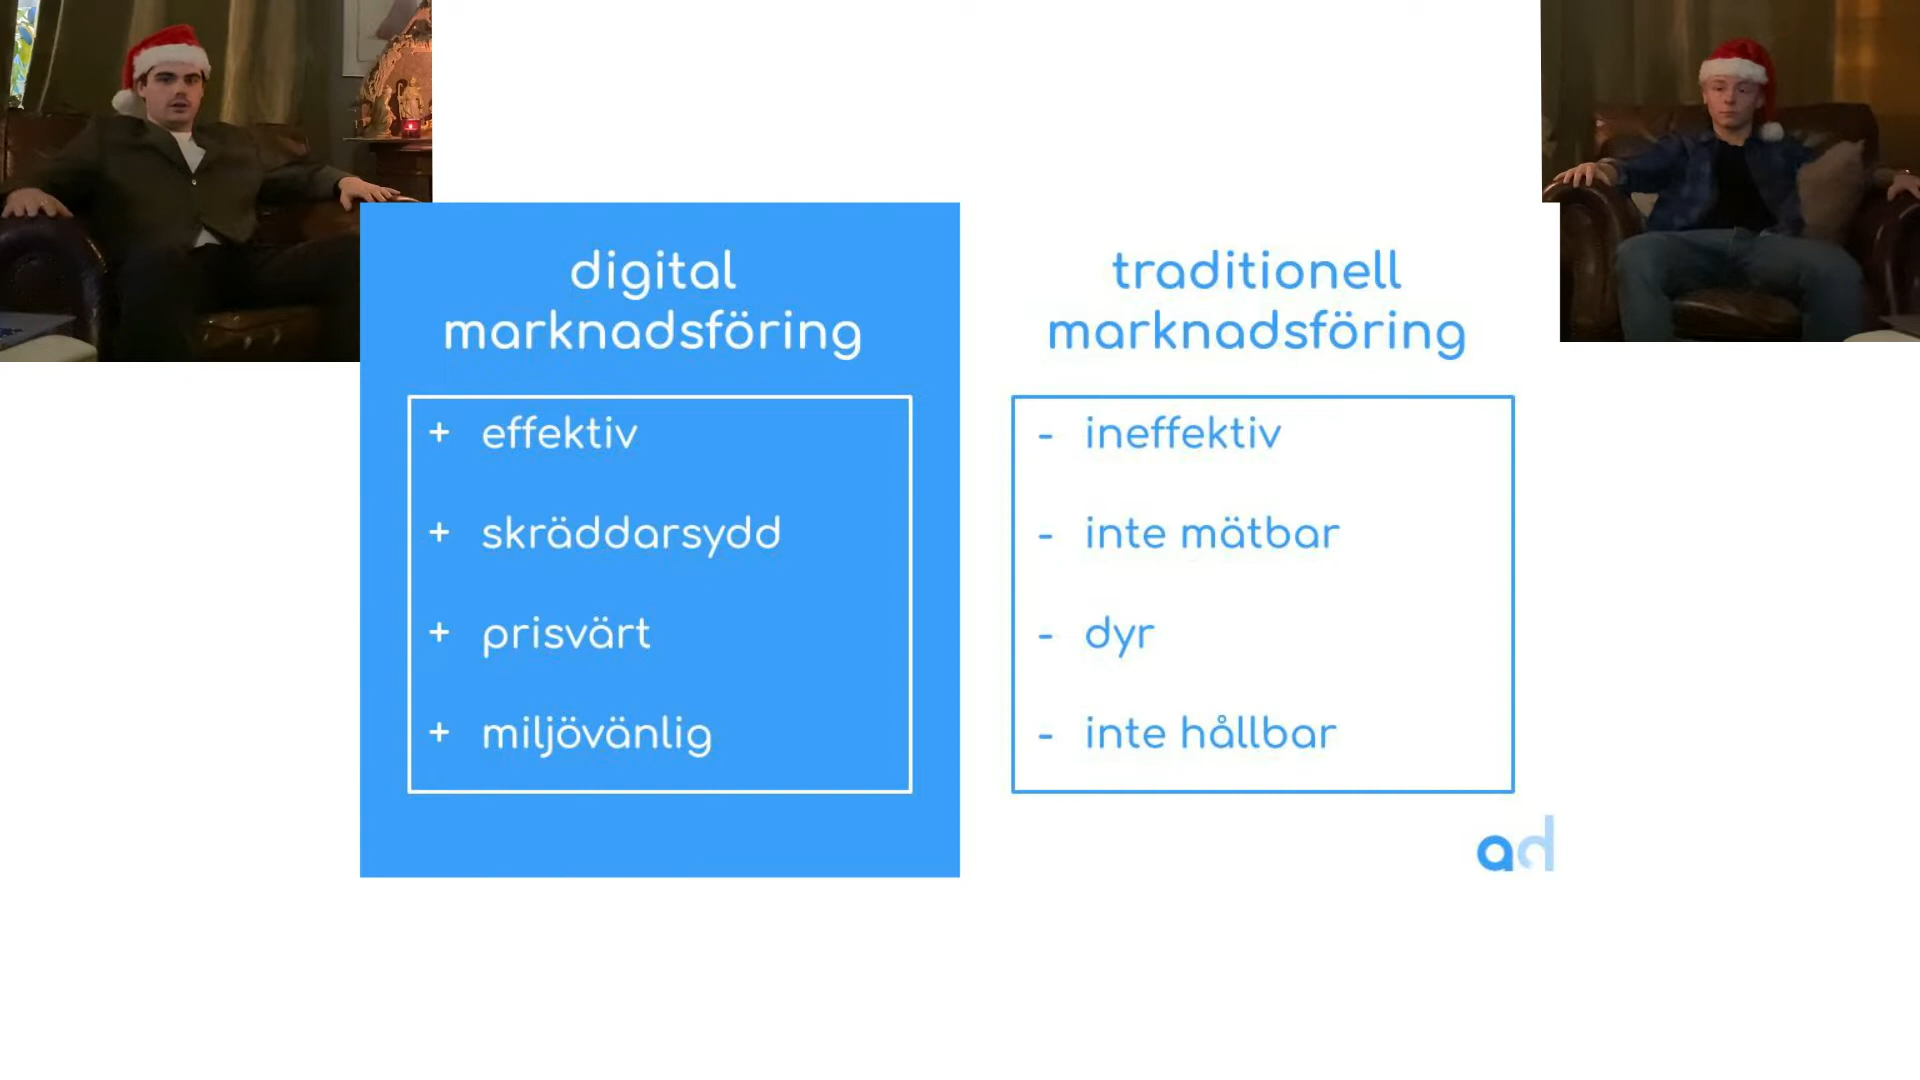 digital
marknadsföring
+ effektiv
+ skräddarsydd
+ prisvärt
+ miljövänlig
traditionell
marknadsföring
- ineffektiv
- inte mätbar
- dyr
- inte hållbar
ad